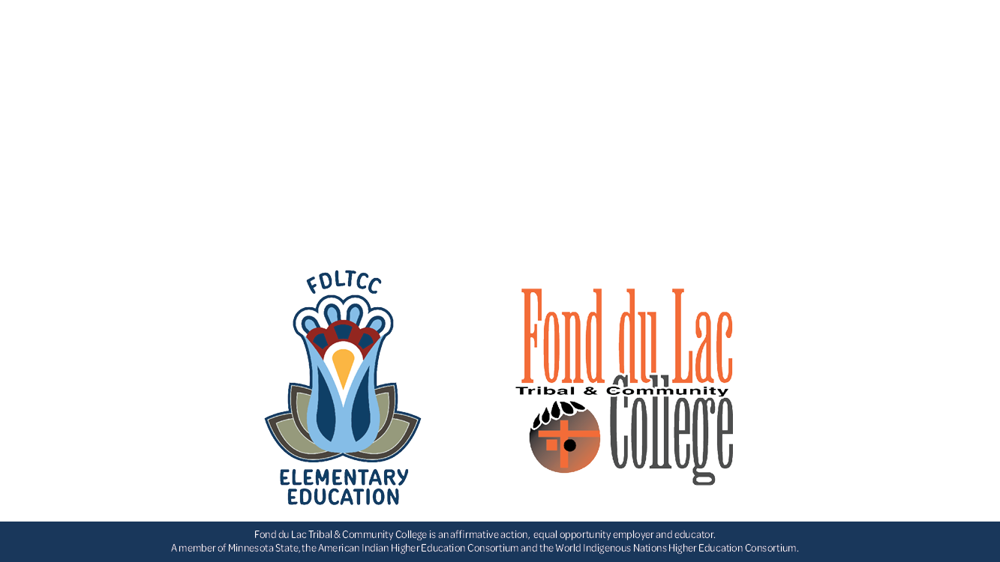 FDLTCC
ELEMENTARY
EDUCATION
Fond du Lac
Tribal & Community
College
Fond du Lac Tribal & Community College is an affirmative action, equal opportunity employer and educator.
A member of Minnesota State, the American Indian Higher Education Consortium and the World Indigenous Nations Higher Education Consortium.